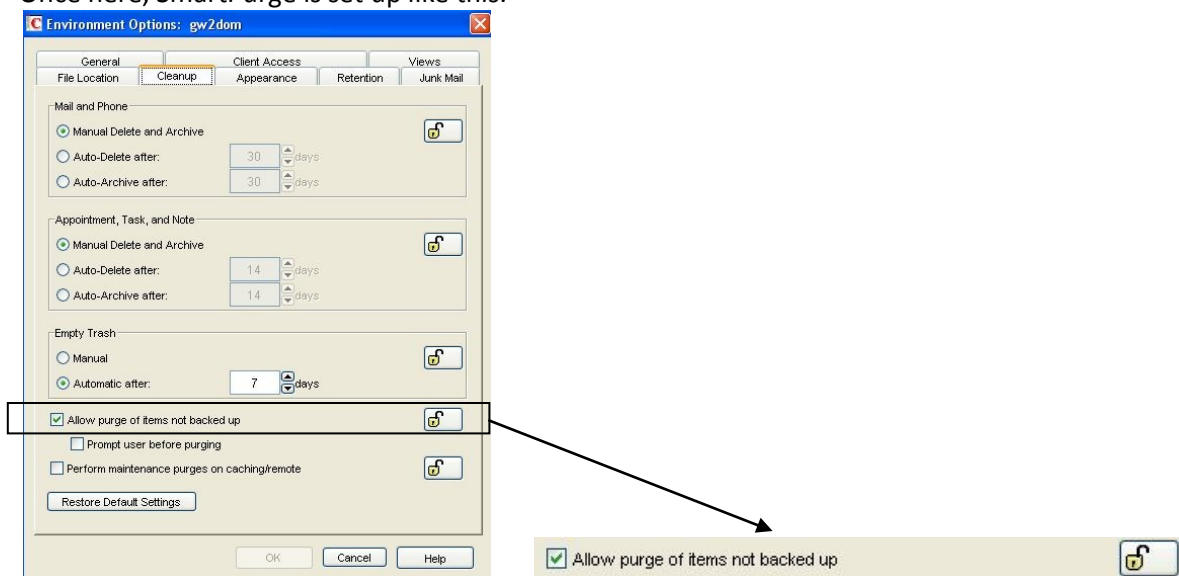 Once here, SmartPurge is set up like this:
Environment Options: gw2dom
General Client Access Views
File Location Cleanup Appearance Retention Junk Mail
Mail and Phone
Manual Delete and Archive
Auto-Delete after: 30 days
Auto-Archive after: 30 days
Appointment, Task, and Note
Manual Delete and Archive
Auto-Delete after: 14 days
Auto-Archive after: 14 days
Empty Trash
Manual
Automatic after: 7 days
Allow purge of items not backed up
Prompt user before purging
Perform maintenance purges on caching/remote
Restore Default Settings
OK Cancel Help
Allow purge of items not backed up